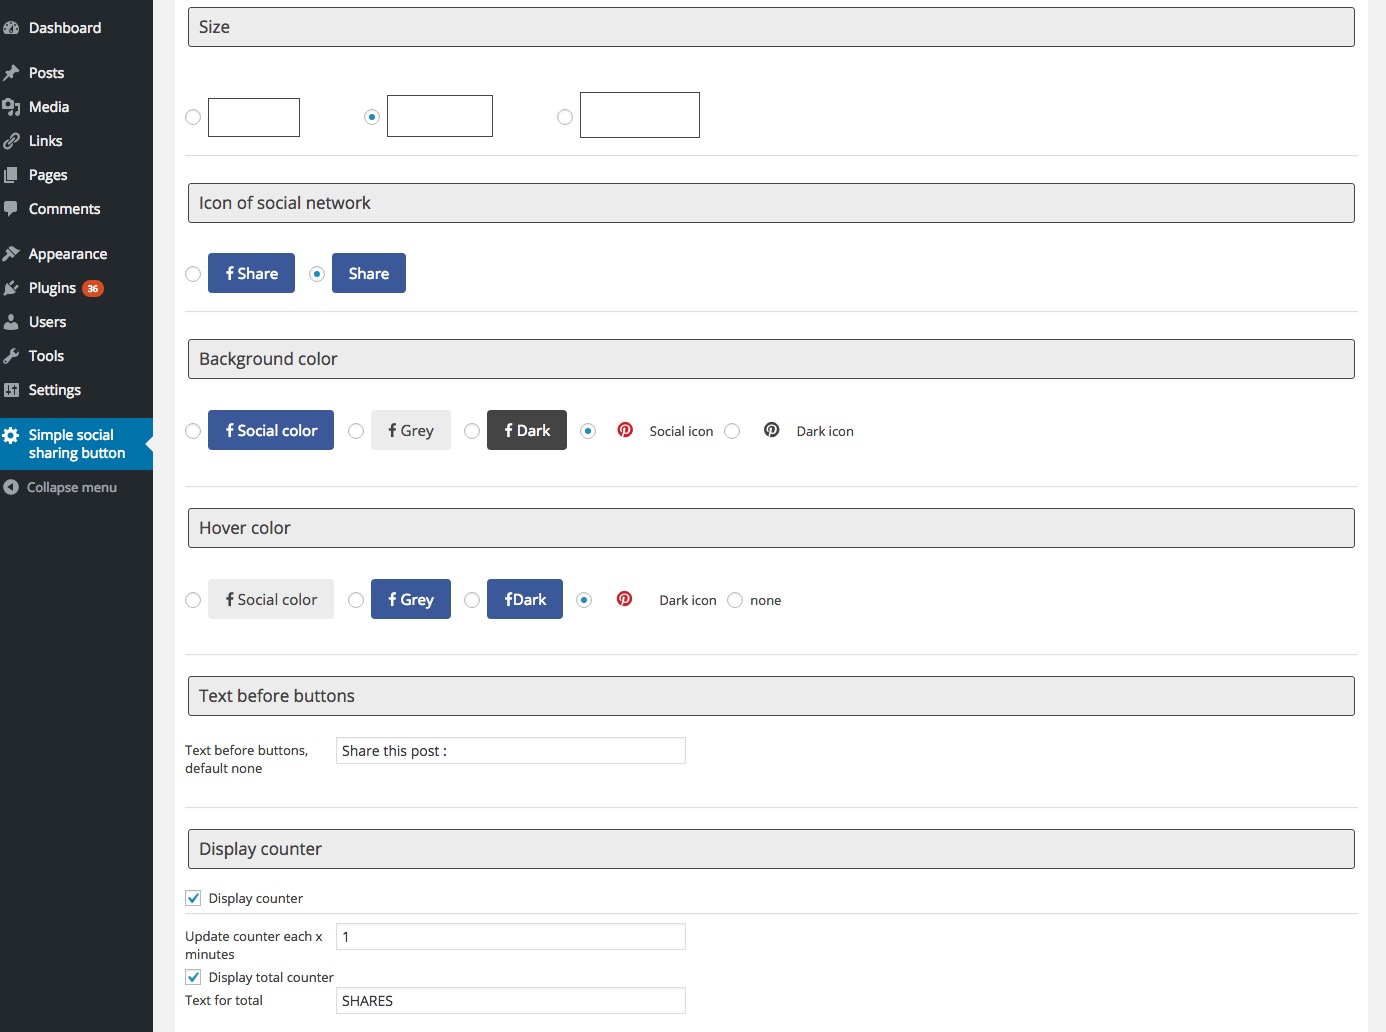 Dashboard
Posts
Media
Links
Pages
Comments
Appearance
Plugins 36
Users
Tools
Settings
Simple social
sharing button
Collapse menu
Size
Icon of social network
Share Share
Background color
Social color Grey Dark Social icon Dark icon
Hover color
Social color Grey Dark Dark icon none
Text before buttons
Text before buttons,
default none
Share this post :
Display counter
Display counter
Update counter each x
minutes
1
Display total counter
Text for total
SHARES